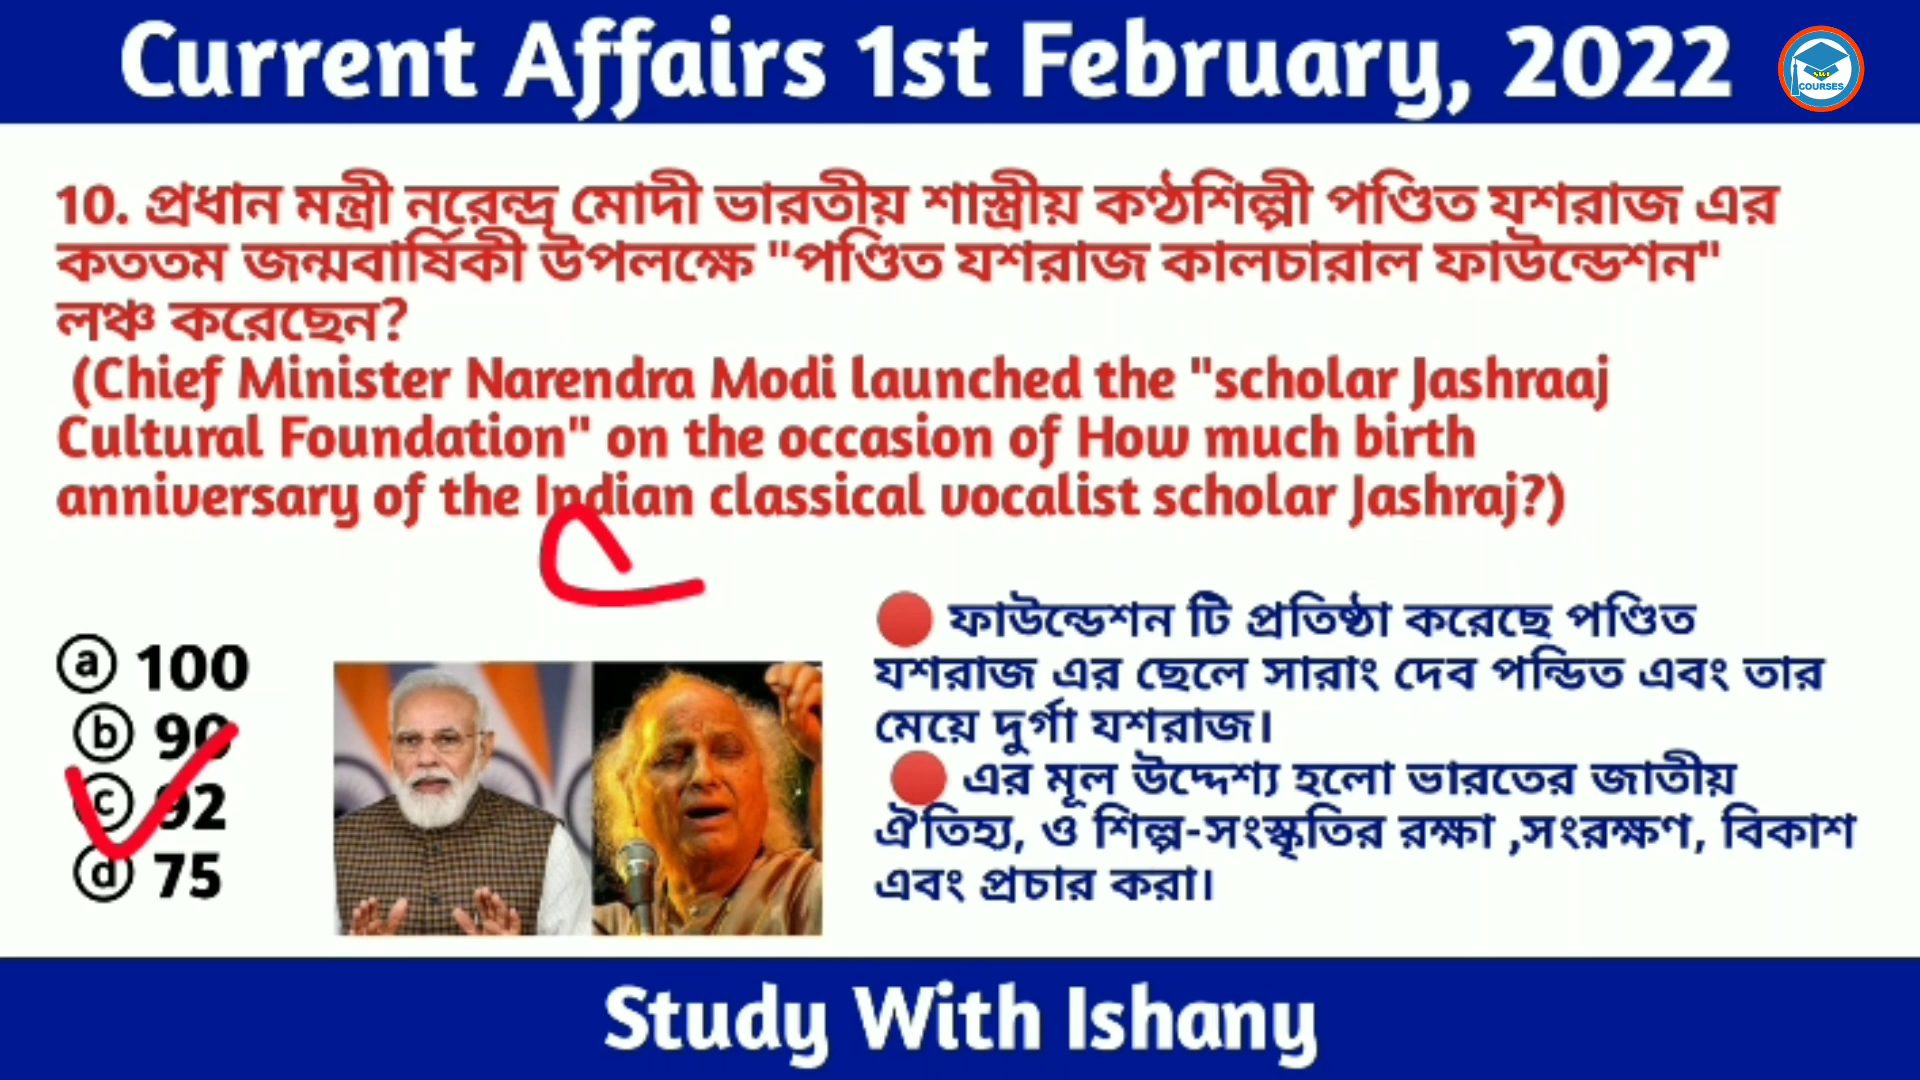 Current Affairs 1st February, 2022
COURSES
10. প্রধান মন্ত্রী নরেন্দ্র মোদী ভারতীয় শাস্ত্রীয় কণ্ঠশিল্পী পণ্ডিত যশরাজ এর
কততম জন্মবার্ষিকী উপলক্ষে "পণ্ডিত যশরাজ কালচারাল ফাউন্ডেশন"
লঞ্চ করেছেন?
(Chief Minister Narendra Modi launched the "scholar Jashraaj
Cultural Foundation" on the occasion of How much birth
anniversary of the Indian classical vocalist scholar Jashraj?)
ⓐ 100
ⓑ 90
ⓒ 92
ⓓ 75
ফাউন্ডেশন টি প্রতিষ্ঠা করেছে পণ্ডিত
যশরাজ এর ছেলে সারাং দেব পন্ডিত এবং তার
মেয়ে দুর্গা যশরাজ।
এর মূল উদ্দেশ্য হলো ভারতের জাতীয়
ঐতিহ্য, ও শিল্প-সংস্কৃতির রক্ষা ,সংরক্ষণ, বিকাশ
এবং প্রচার করা।
Study With Ishany